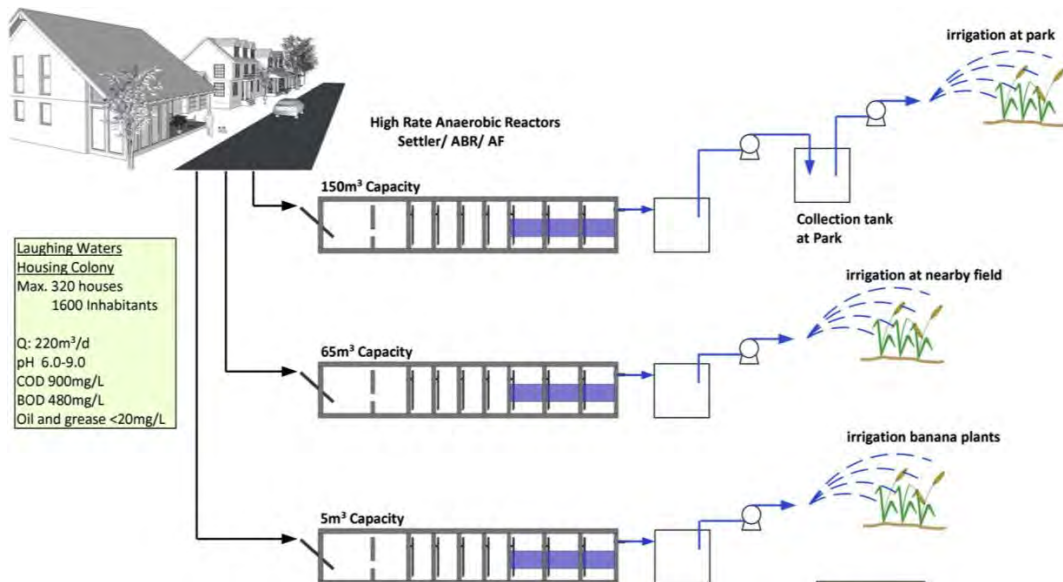 irrigation at park
High Rate Anaerobic Reactors
Settler/ ABR/ AF
150m³ Capacity
Collection tank
at Park
Laughing Waters
Housing Colony
Max. 320 houses
1600 Inhabitants
Q: 220m³/d
pH 6.0-9.0
COD 900mg/L
BOD 480mg/L
Oil and grease <20mg/L
irrigation at nearby field
65m³ Capacity
irrigation banana plants
5m³ Capacity